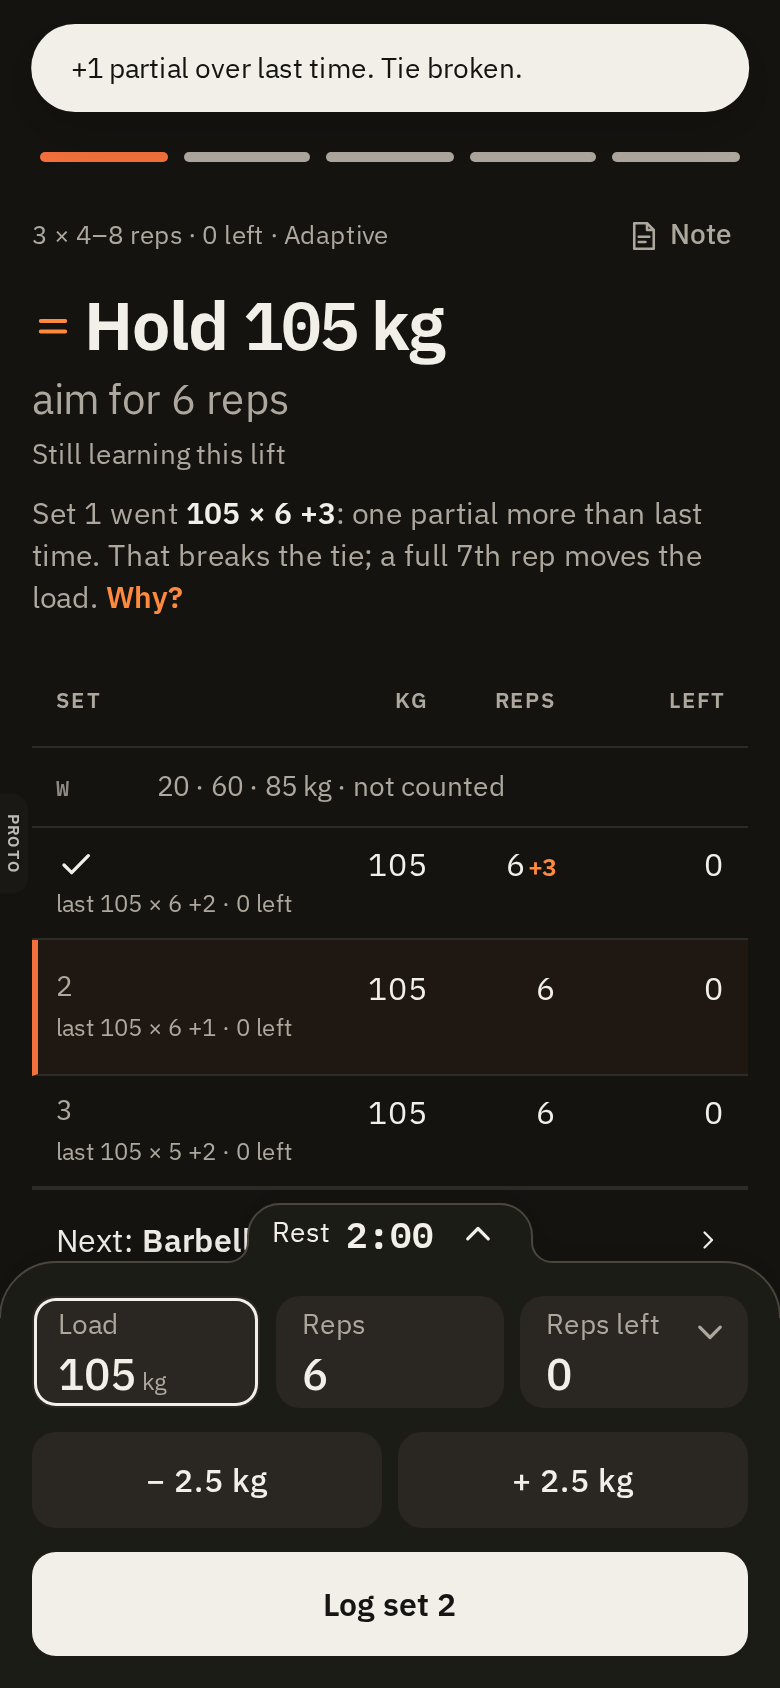 +1 partial over last time. Tie broken.
3 × 4–8 reps · 0 left · Adaptive
Note
= Hold 105 kg
aim for 6 reps
Still learning this lift
Set 1 went 105 × 6 +3: one partial more than last
time. That breaks the tie; a full 7th rep moves the
load. Why?
SET KG REPS LEFT
W 20 · 60 · 85 kg · not counted
105 6 +3 0
last 105 × 6 +2 · 0 left
2 105 6 0
last 105 × 6 +1 · 0 left
3 105 6 0
last 105 × 5 +2 · 0 left
PROTO
Next: Barbell
Rest 2:00
Load Reps Reps left
105 kg 6 0
− 2.5 kg + 2.5 kg
Log set 2